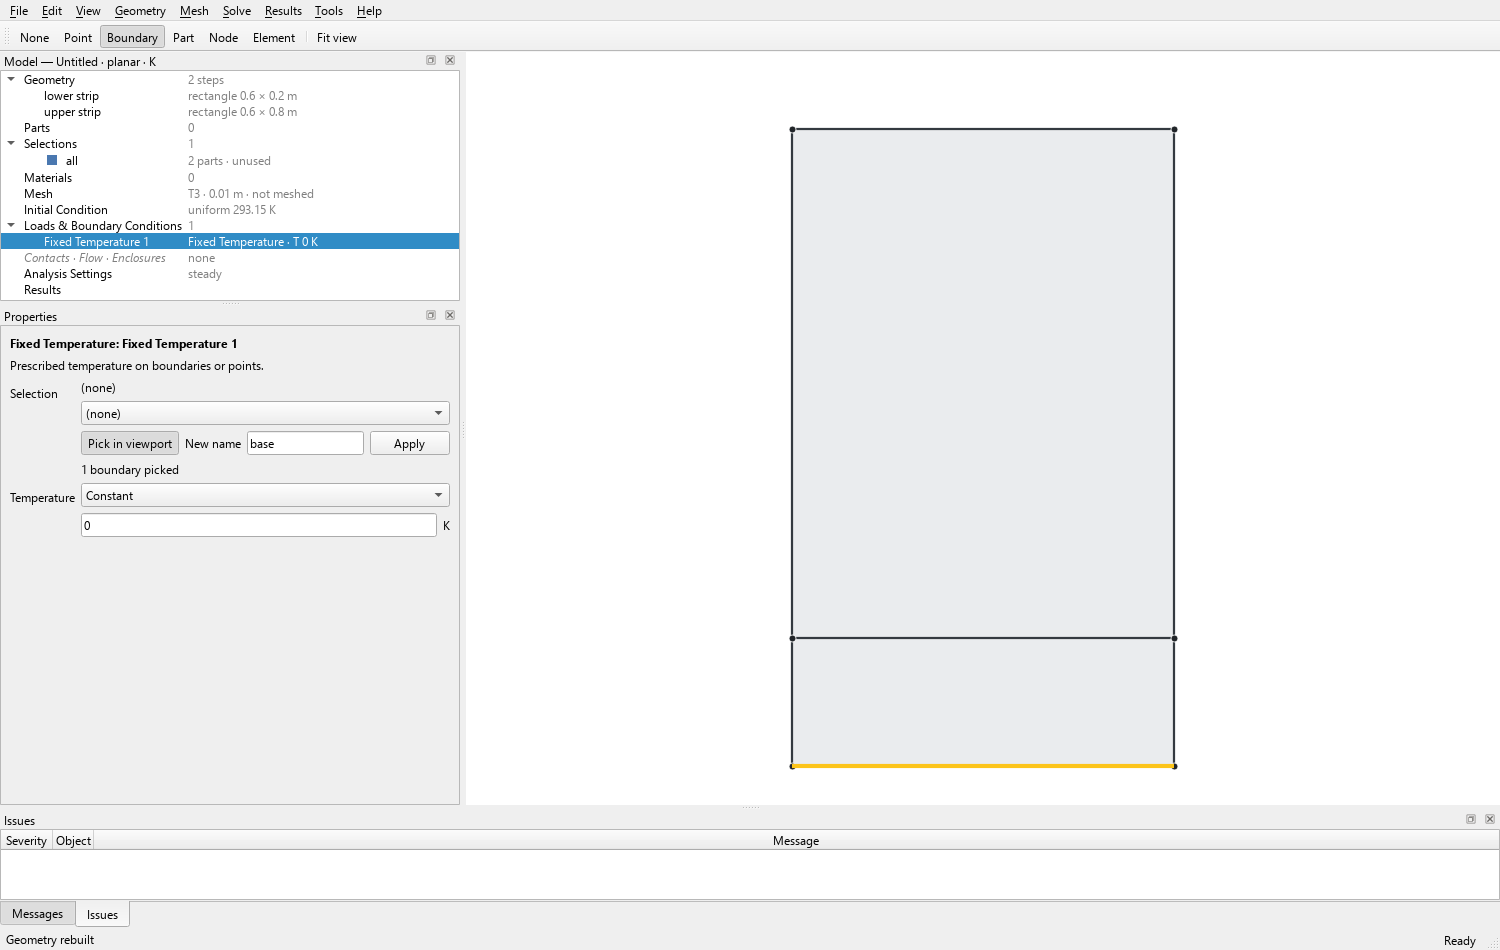 File Edit View Geometry Mesh Solve Results Tools Help
None Point Boundary Part Node Element Fit view
Model — Untitled · planar · K
Geometry 2 steps
lower strip rectangle 0.6 × 0.2 m
upper strip rectangle 0.6 × 0.8 m
Parts 0
Selections 1
all 2 parts · unused
Materials 0
Mesh T3 · 0.01 m · not meshed
Initial Condition uniform 293.15 K
Loads & Boundary Conditions 1
Fixed Temperature 1 Fixed Temperature · T 0 K
Contacts · Flow · Enclosures none
Analysis Settings steady
Results
Properties
Fixed Temperature: Fixed Temperature 1
Prescribed temperature on boundaries or points.
Selection (none)
(none)
Pick in viewport New name base Apply
1 boundary picked
Temperature Constant
0 K
Issues
Severity Object Message
Messages Issues
Geometry rebuilt Ready